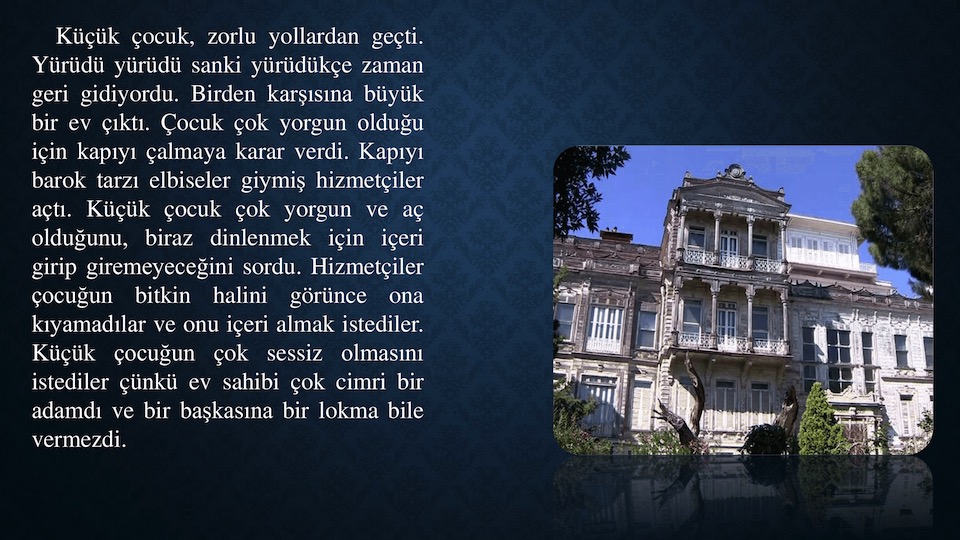 Küçük çocuk, zorlu yollardan geçti.
Yürüdü yürüdü sanki yürüdükçe zaman
geri gidiyordu. Birden karşısına büyük
bir ev çıktı. Çocuk çok yorgun olduğu
için kapıyı çalmaya karar verdi. Kapıyı
barok tarzı elbiseler giymiş hizmetçiler
açtı. Küçük çocuk çok yorgun ve aç
olduğunu, biraz dinlenmek için içeri
girip giremeyeceğini sordu. Hizmetçiler
çocuğun bitkin halini görünce ona
kıyamadılar ve onu içeri almak istediler.
Küçük çocuğun çok sessiz olmasını
istediler çünkü ev sahibi çok cimri bir
adamdı ve bir başkasına bir lokma bile
vermezdi.